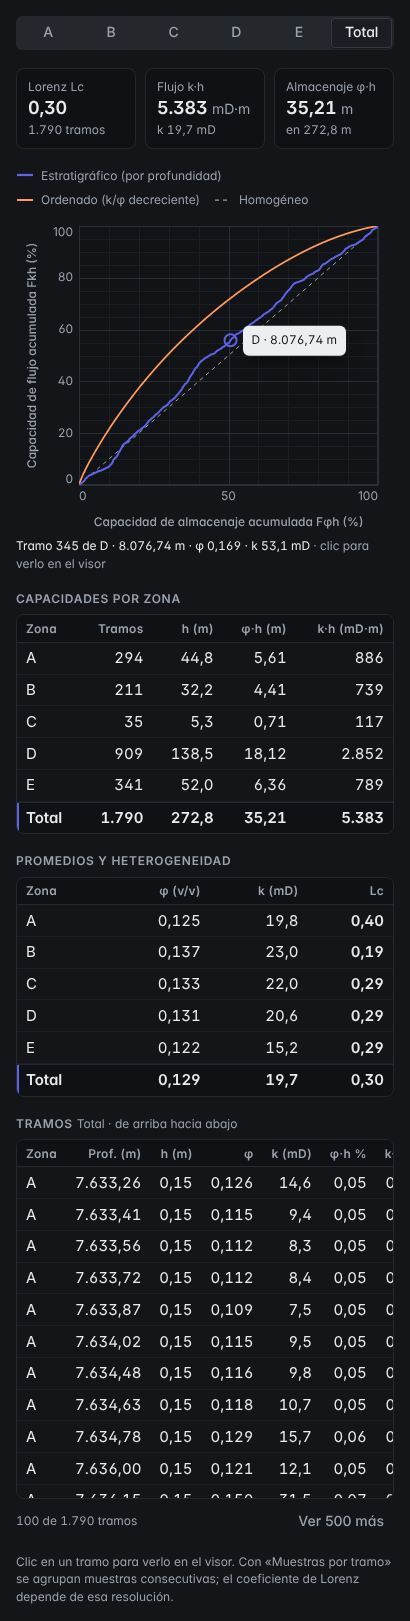 A B C D E Total
Lorenz Lc Flujo k·h Almacenaje φ·h
0,30 5.383 mD·m 35,21 m
1.790 tramos k 19,7 mD en 272,8 m
Estratigráfico (por profundidad)
Ordenado (k/φ decreciente) Homogéneo
Capacidad de flujo acumulada Fkh (%)
100
80
60
40
20
0
D · 8.076,74 m
0 50 100
Capacidad de almacenaje acumulada Fφh (%)
Tramo 345 de D · 8.076,74 m · φ 0,169 · k 53,1 mD · clic para
verlo en el visor
CAPACIDADES POR ZONA
Zona Tramos h (m) φ·h (m) k·h (mD·m)
A 294 44,8 5,61 886
B 211 32,2 4,41 739
C 35 5,3 0,71 117
D 909 138,5 18,12 2.852
E 341 52,0 6,36 789
Total 1.790 272,8 35,21 5.383
PROMEDIOS Y HETEROGENEIDAD
Zona φ (v/v) k (mD) Lc
A 0,125 19,8 0,40
B 0,137 23,0 0,19
C 0,133 22,0 0,29
D 0,131 20,6 0,29
E 0,122 15,2 0,29
Total 0,129 19,7 0,30
TRAMOS Total · de arriba hacia abajo
Zona Prof. (m) h (m) φ k (mD) φ·h %
A 7.633,26 0,15 0,126 14,6 0,05
A 7.633,41 0,15 0,115 9,4 0,05
A 7.633,56 0,15 0,112 8,3 0,05
A 7.633,72 0,15 0,112 8,4 0,05
A 7.633,87 0,15 0,109 7,5 0,05
A 7.634,02 0,15 0,115 9,5 0,05
A 7.634,48 0,15 0,116 9,8 0,05
A 7.634,63 0,15 0,118 10,7 0,05
A 7.634,78 0,15 0,129 15,7 0,06
A 7.636,00 0,15 0,121 12,1 0,05
100 de 1.790 tramos Ver 500 más
Clic en un tramo para verlo en el visor. Con «Muestras por tramo»
se agrupan muestras consecutivas; el coeficiente de Lorenz
depende de esa resolución.